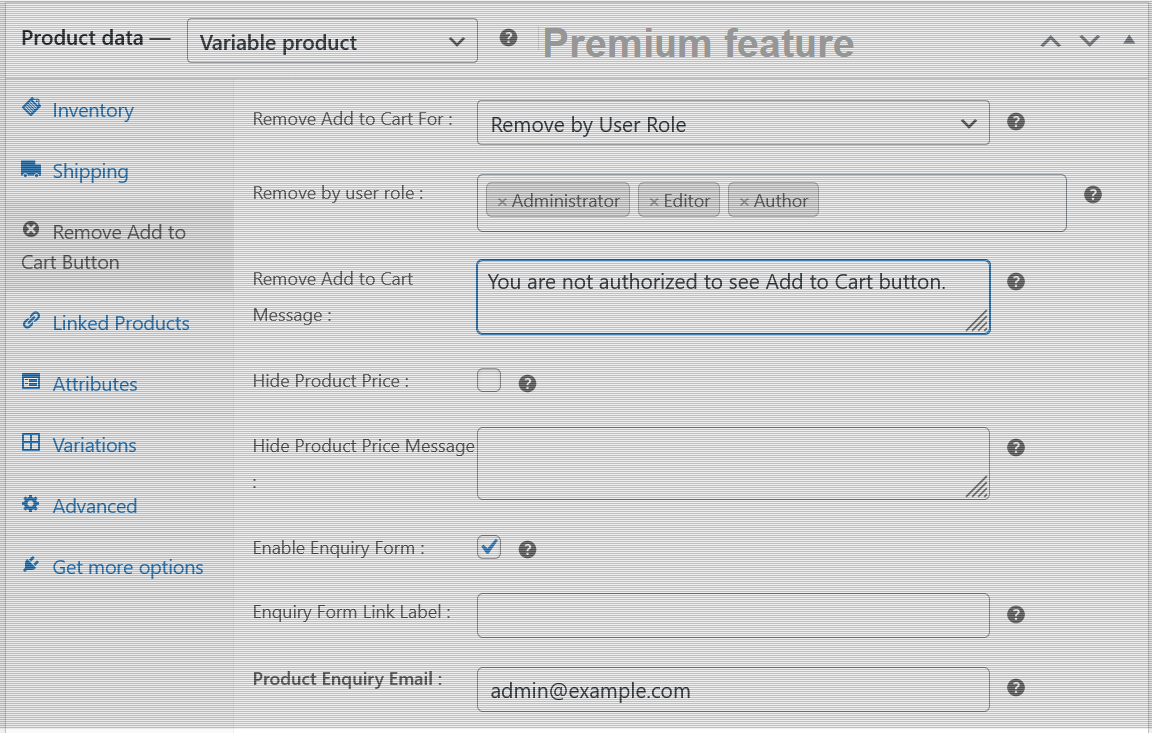 Product data — Variable product Premium feature
Inventory
Shipping
Remove Add to
Cart Button
Linked Products
Attributes
Variations
Advanced
Get more options
Remove Add to Cart For : Remove by User Role
Remove by user role : × Administrator × Editor × Author
Remove Add to Cart
Message :
You are not authorized to see Add to Cart button.
Hide Product Price :
Hide Product Price Message
:
Enable Enquiry Form :
Enquiry Form Link Label :
Product Enquiry Email : admin@example.com